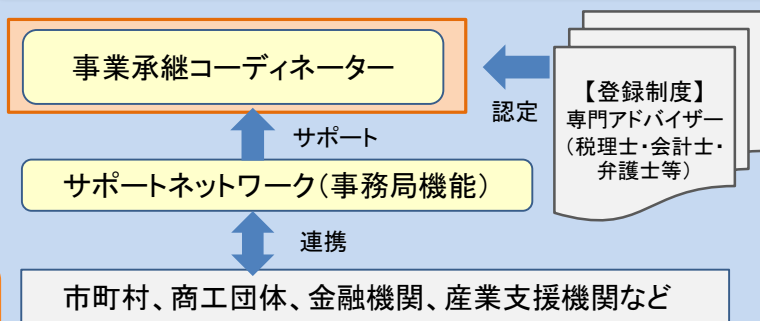 事業承継コーディネーター
認定
【登録制度】
専門アドバイザー
（税理士・会計士・
弁護士等）
サポート
サポートネットワーク（事務局機能）
連携
市町村、商工団体、金融機関、産業支援機関など